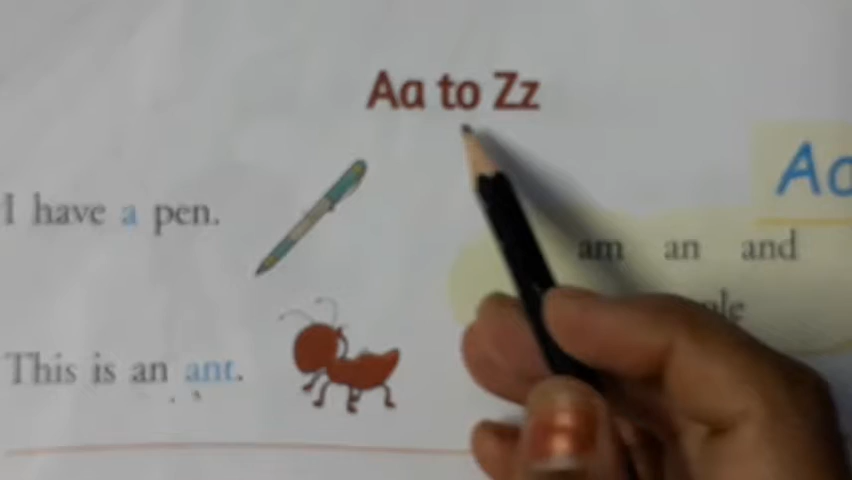 Aa to Zz
I have a pen.
Aa
am an and
This is an ant.